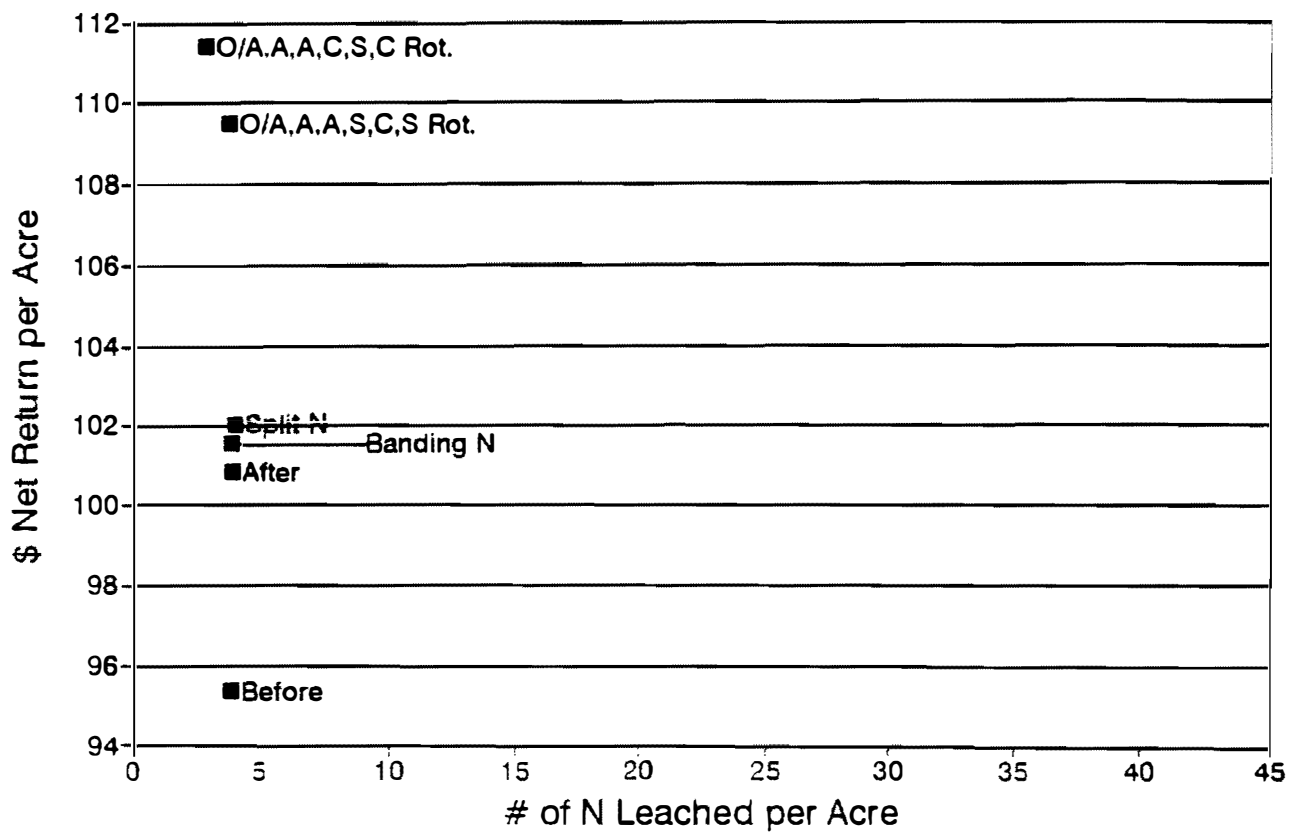 112
O/A,A,A,C,S,C Rot.
110
O/A,A,A,S,C,S Rot.
108
106
104
102
Split N
Banding N
After
100
98
96
Before
94
$ Net Return per Acre
0 5 10 15 20 25 30 35 40 45
# of N Leached per Acre